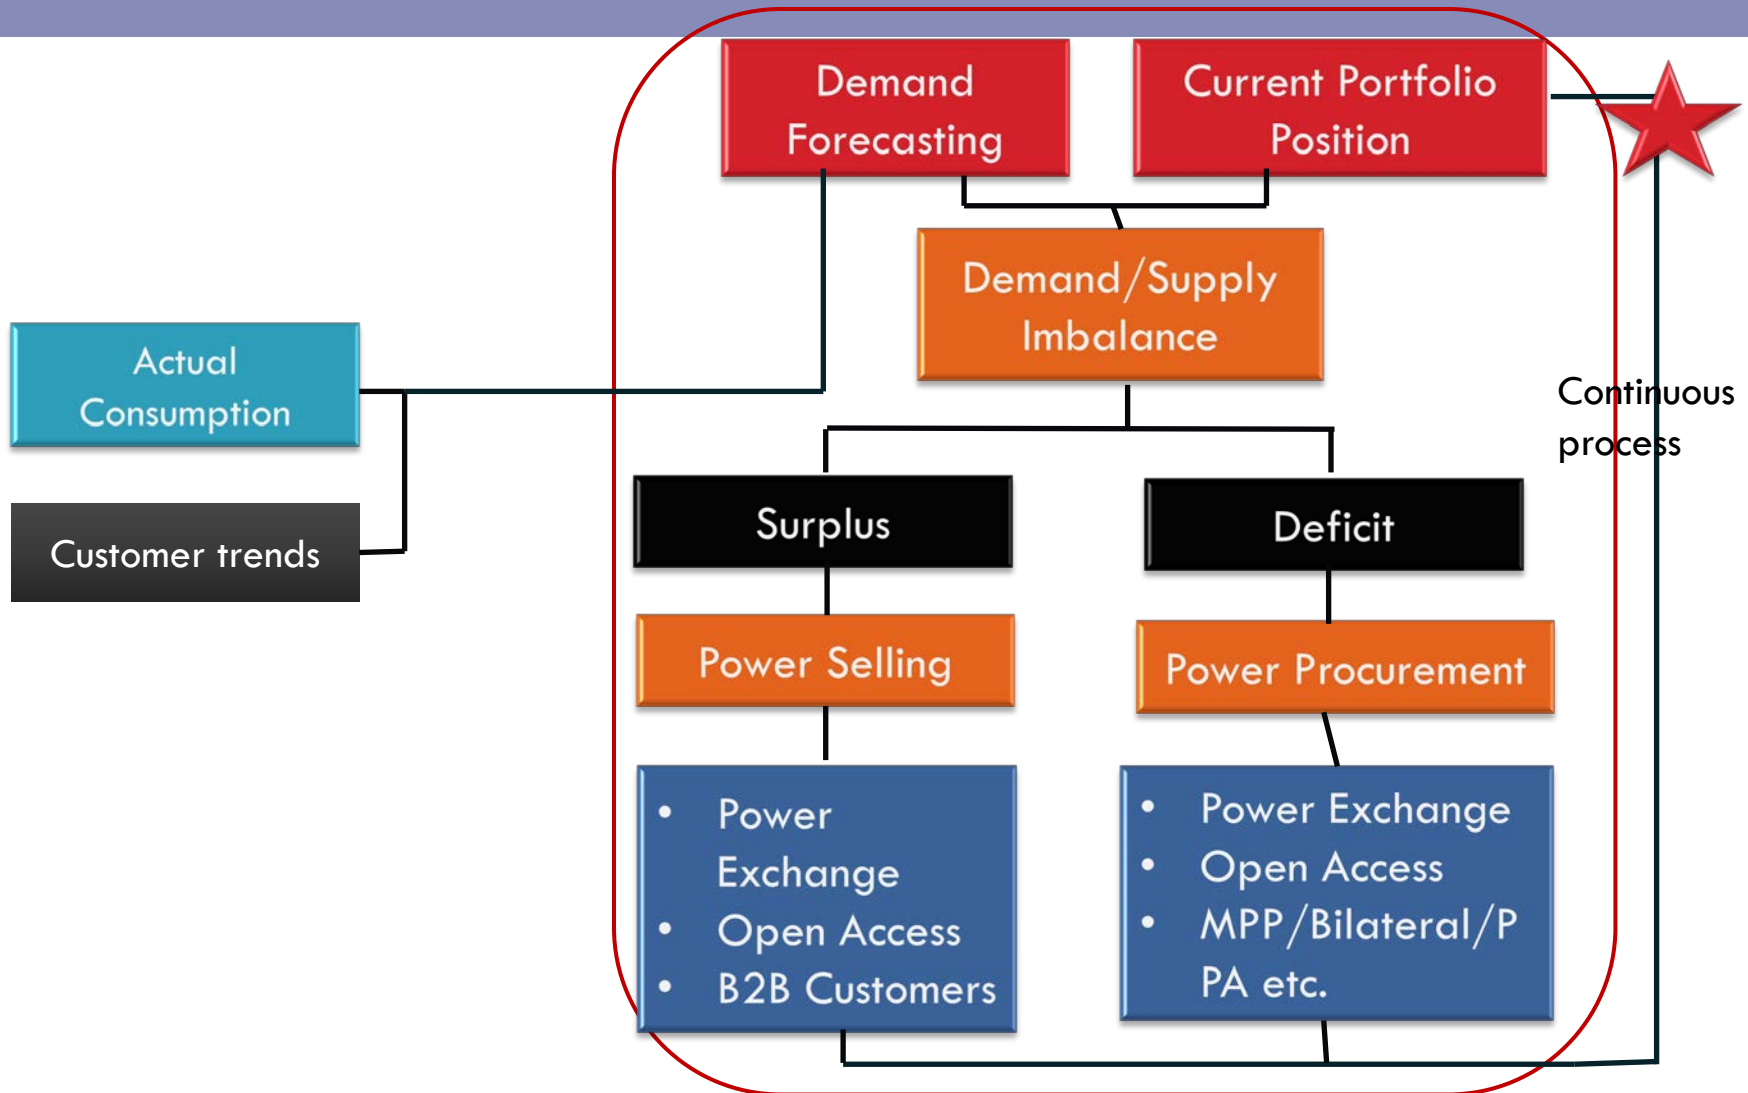 Demand
Forecasting
Current Portfolio
Position
Demand/Supply
Imbalance
Actual
Consumption
Continuous
process
Customer trends
Surplus
Deficit
Power Selling
Power Procurement
• Power
Exchange
• Open Access
• B2B Customers
• Power Exchange
• Open Access
• MPP/Bilateral/P
PA etc.